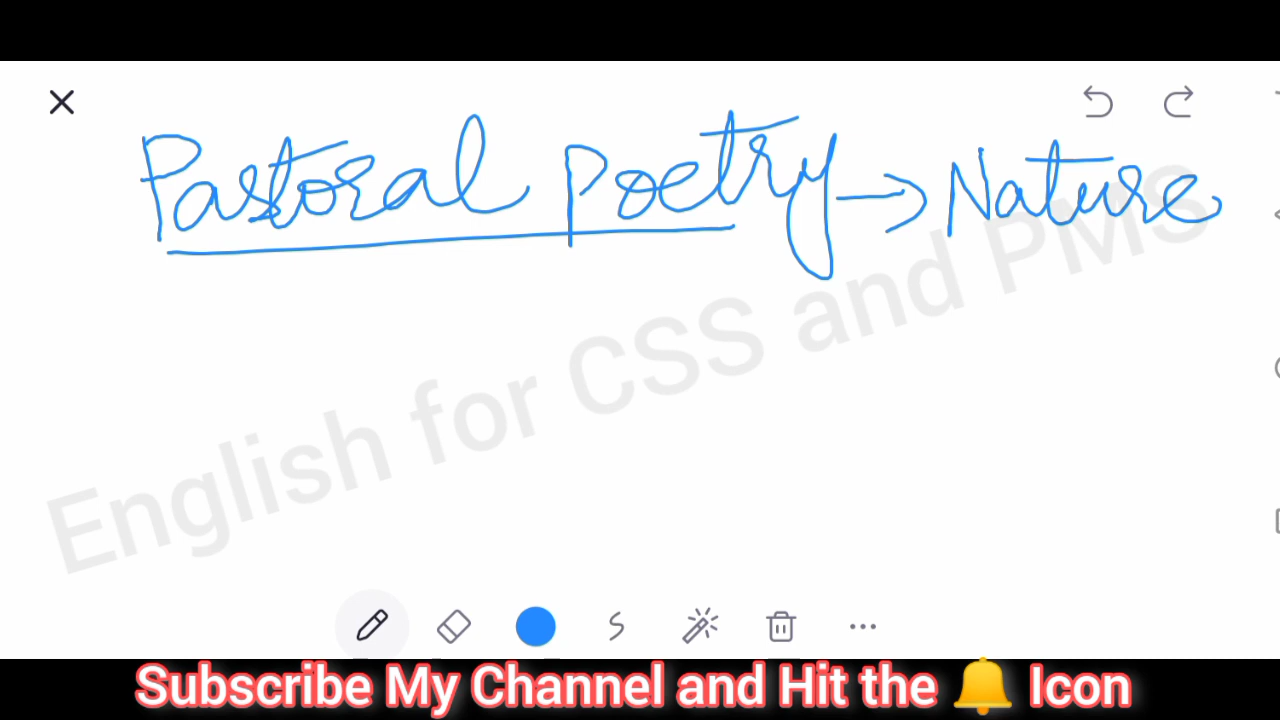 Pastoral Poetry → Nature
English for CSS and PMS
Subscribe My Channel and Hit the 🔔 Icon